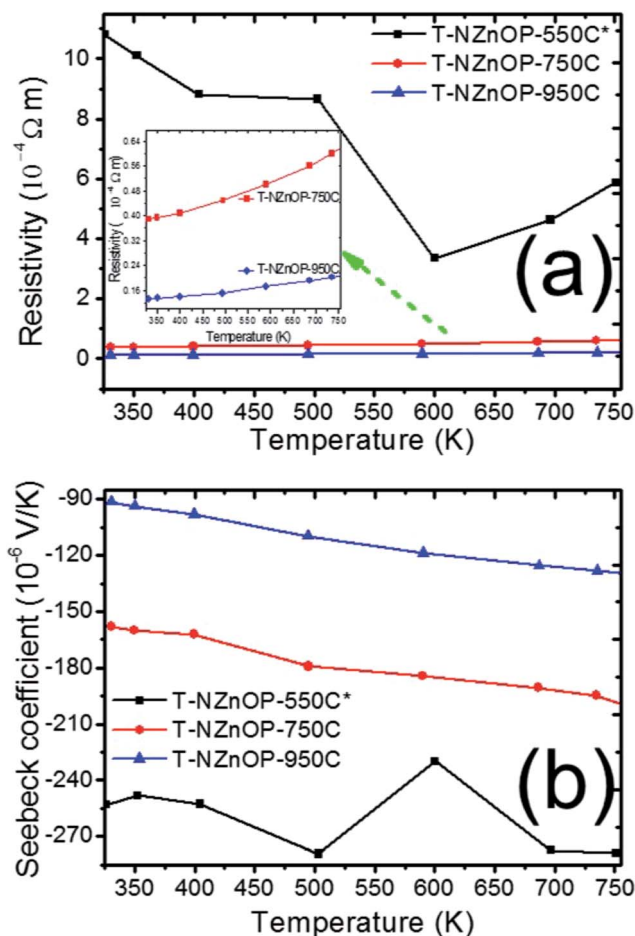 Resistivity (10⁻⁴ Ω m)
10
8
6
4
2
0
T-NZnOP-550C*
T-NZnOP-750C
T-NZnOP-950C
(a)
Resistivity ( 10⁻⁴ Ω m)
0.64
0.56
0.48
0.40
0.32
0.24
0.16
T-NZnOP-750C
T-NZnOP-950C
350 400 450 500 550 600 650 700 750
Temperature (K)
350 400 450 500 550 600 650 700 750
Temperature (K)
Seebeck coefficient (10⁻⁶ V/K)
-90
-120
-150
-180
-210
-240
-270
T-NZnOP-550C*
T-NZnOP-750C
T-NZnOP-950C
(b)
350 400 450 500 550 600 650 700 750
Temperature (K)